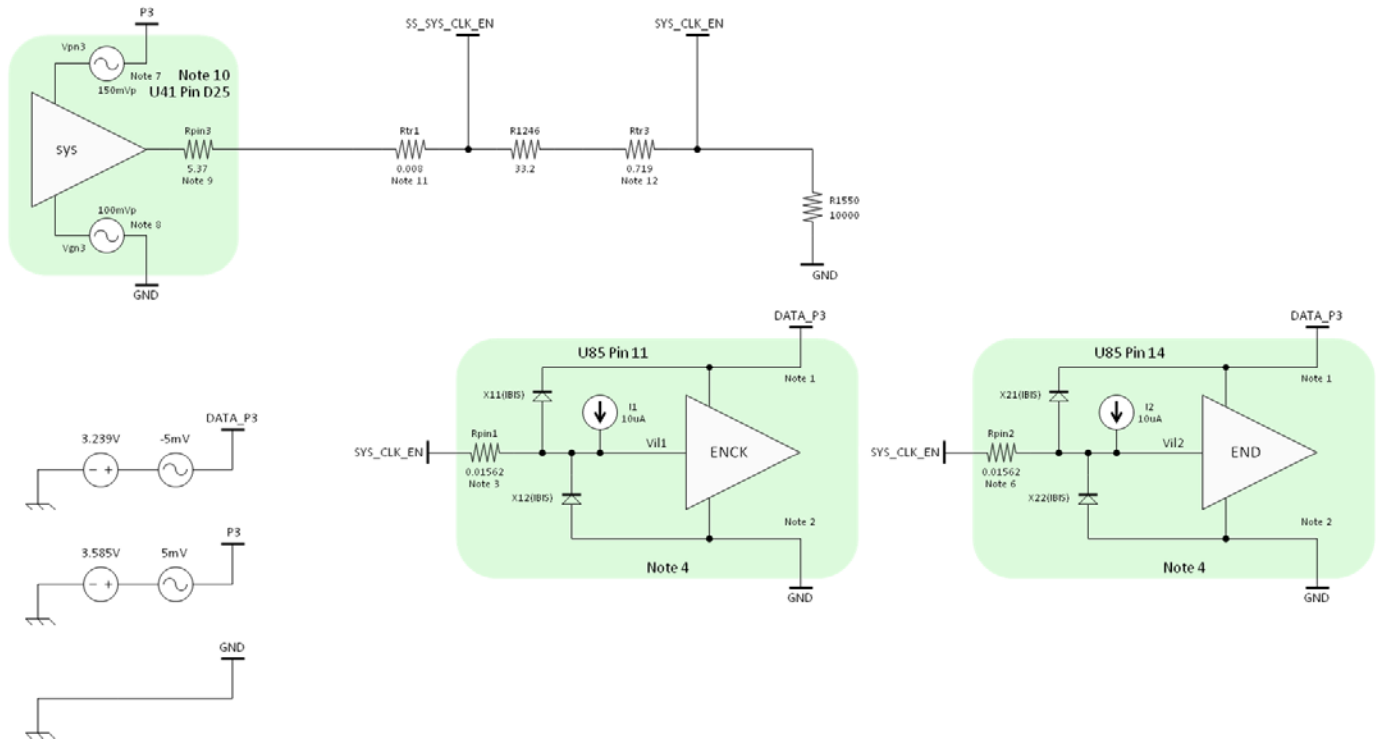 P3
SS_SYS_CLK_EN
SYS_CLK_EN
Vpn3
Note 7
150mVp
Note 10
U41 Pin D25
sys
Rpin3
5.37
Note 9
Rtr1
0.008
Note 11
R1246
33.2
Rtr3
0.719
Note 12
R1550
10000
GND
100mVp
Note 8
Vgn3
GND
DATA_P3
U85 Pin 11
Note 1
X11(IBIS)
I1
10uA
SYS_CLK_EN
Rpin1
0.01562
Note 3
Vil1
ENCK
X12(IBIS)
Note 2
Note 4
GND
DATA_P3
U85 Pin 14
Note 1
X21(IBIS)
I2
10uA
SYS_CLK_EN
Rpin2
0.01562
Note 6
Vil2
END
X22(IBIS)
Note 2
Note 4
GND
DATA_P3
3.239V
-5mV
- +
P3
3.585V
5mV
- +
GND